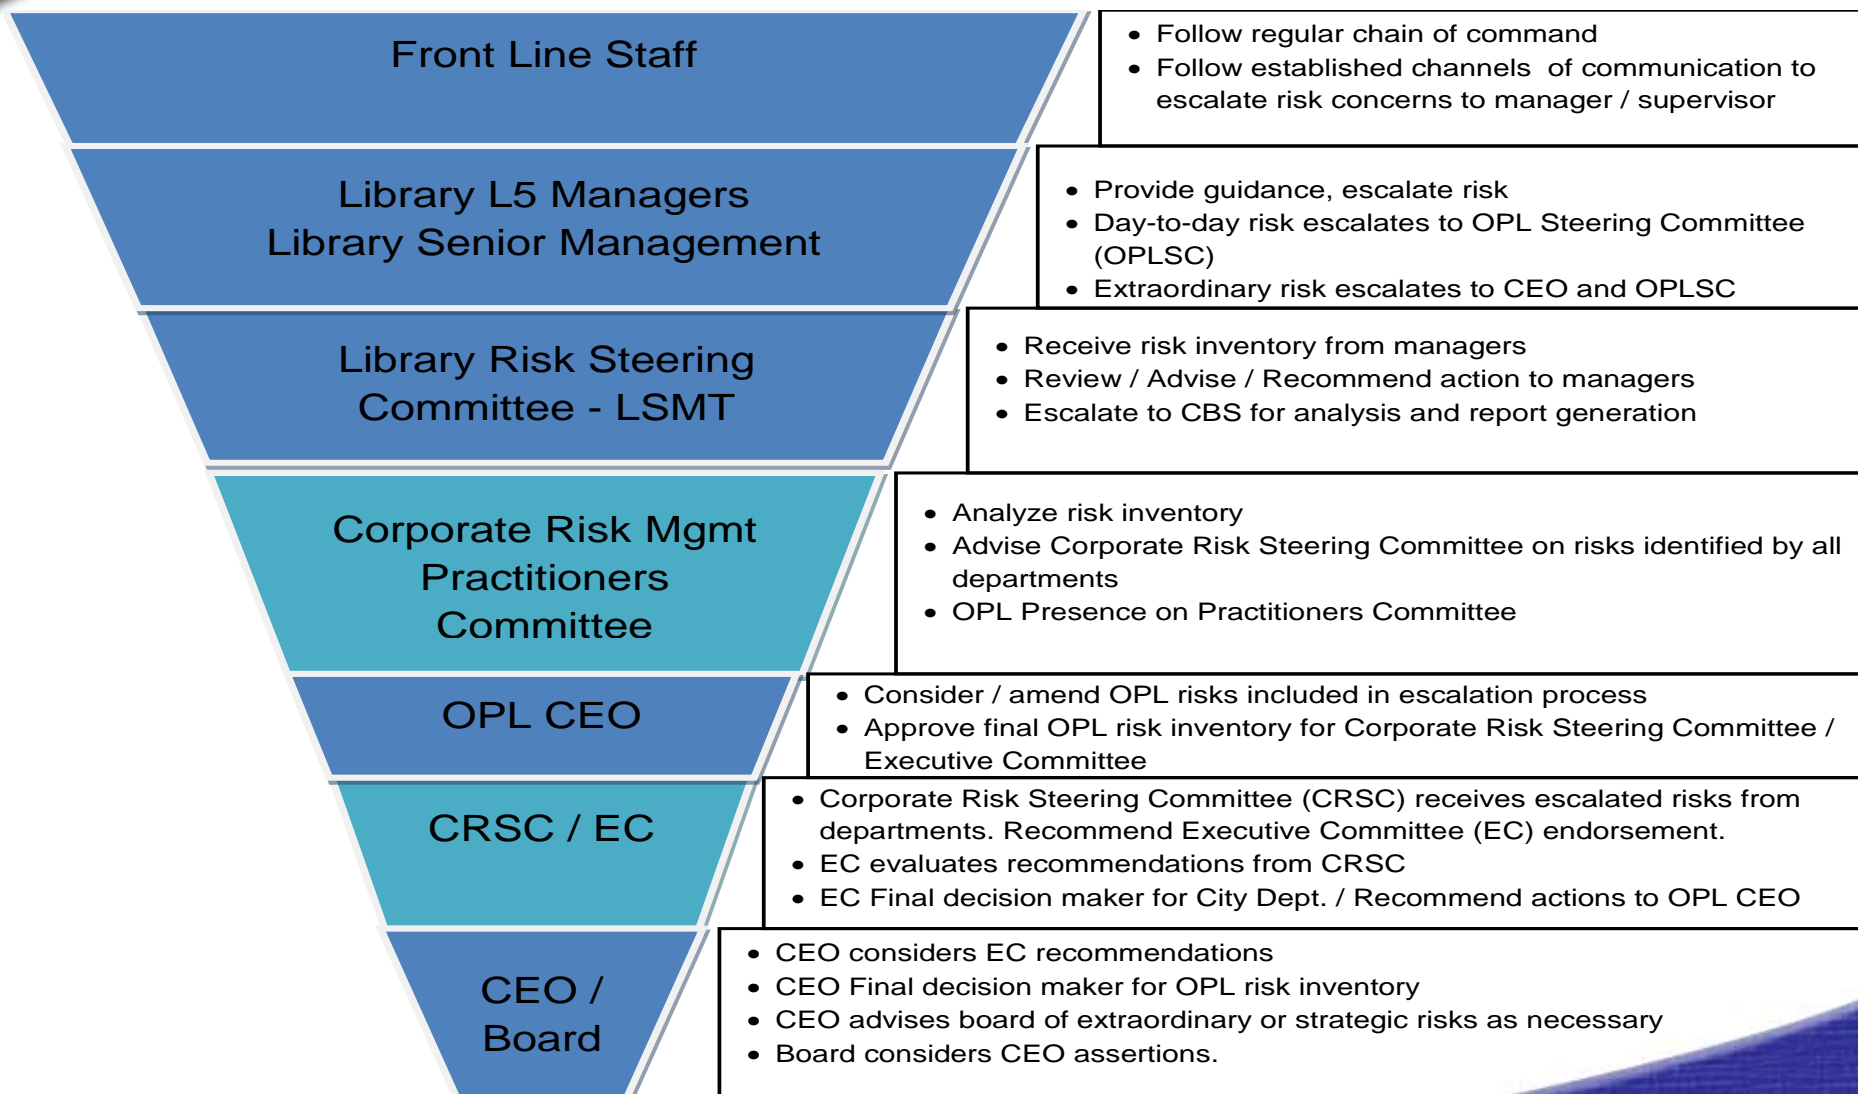 Front Line Staff
• Follow regular chain of command
• Follow established channels of communication to
escalate risk concerns to manager / supervisor
Library L5 Managers
Library Senior Management
• Provide guidance, escalate risk
• Day-to-day risk escalates to OPL Steering Committee
(OPLSC)
• Extraordinary risk escalates to CEO and OPLSC
Library Risk Steering
Committee - LSMT
• Receive risk inventory from managers
• Review / Advise / Recommend action to managers
• Escalate to CBS for analysis and report generation
Corporate Risk Mgmt
Practitioners
Committee
• Analyze risk inventory
• Advise Corporate Risk Steering Committee on risks identified by all
departments
• OPL Presence on Practitioners Committee
OPL CEO
• Consider / amend OPL risks included in escalation process
• Approve final OPL risk inventory for Corporate Risk Steering Committee /
Executive Committee
CRSC / EC
• Corporate Risk Steering Committee (CRSC) receives escalated risks from
departments. Recommend Executive Committee (EC) endorsement.
• EC evaluates recommendations from CRSC
• EC Final decision maker for City Dept. / Recommend actions to OPL CEO
CEO /
Board
• CEO considers EC recommendations
• CEO Final decision maker for OPL risk inventory
• CEO advises board of extraordinary or strategic risks as necessary
• Board considers CEO assertions.